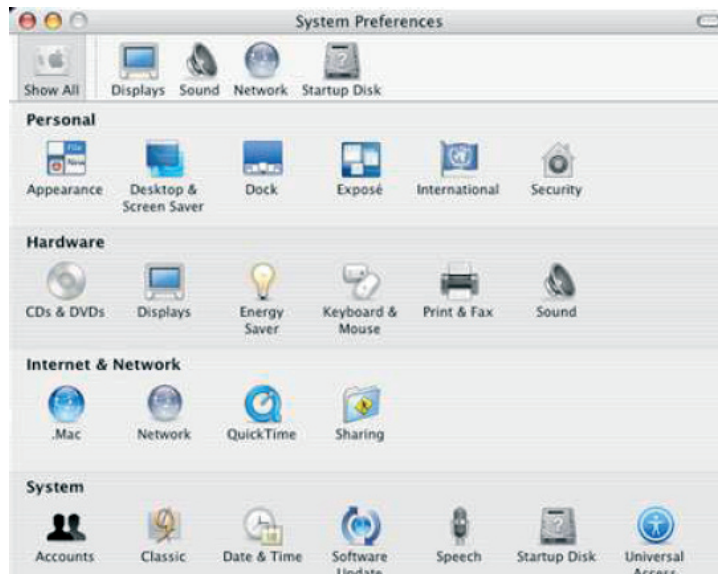 System Preferences
Show All Displays Sound Network Startup Disk
Personal
Appearance Desktop & Dock Exposé International Security
Screen Saver
Hardware
CDs & DVDs Displays Energy Keyboard & Print & Fax Sound
Saver Mouse
Internet & Network
.Mac Network QuickTime Sharing
System
Accounts Classic Date & Time Software Speech Startup Disk Universal
Update Access